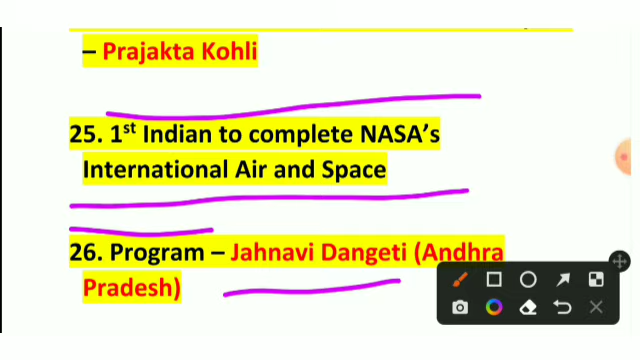 – Prajakta Kohli
25. 1st Indian to complete NASA’s
International Air and Space
26. Program – Jahnavi Dangeti (Andhra
Pradesh)